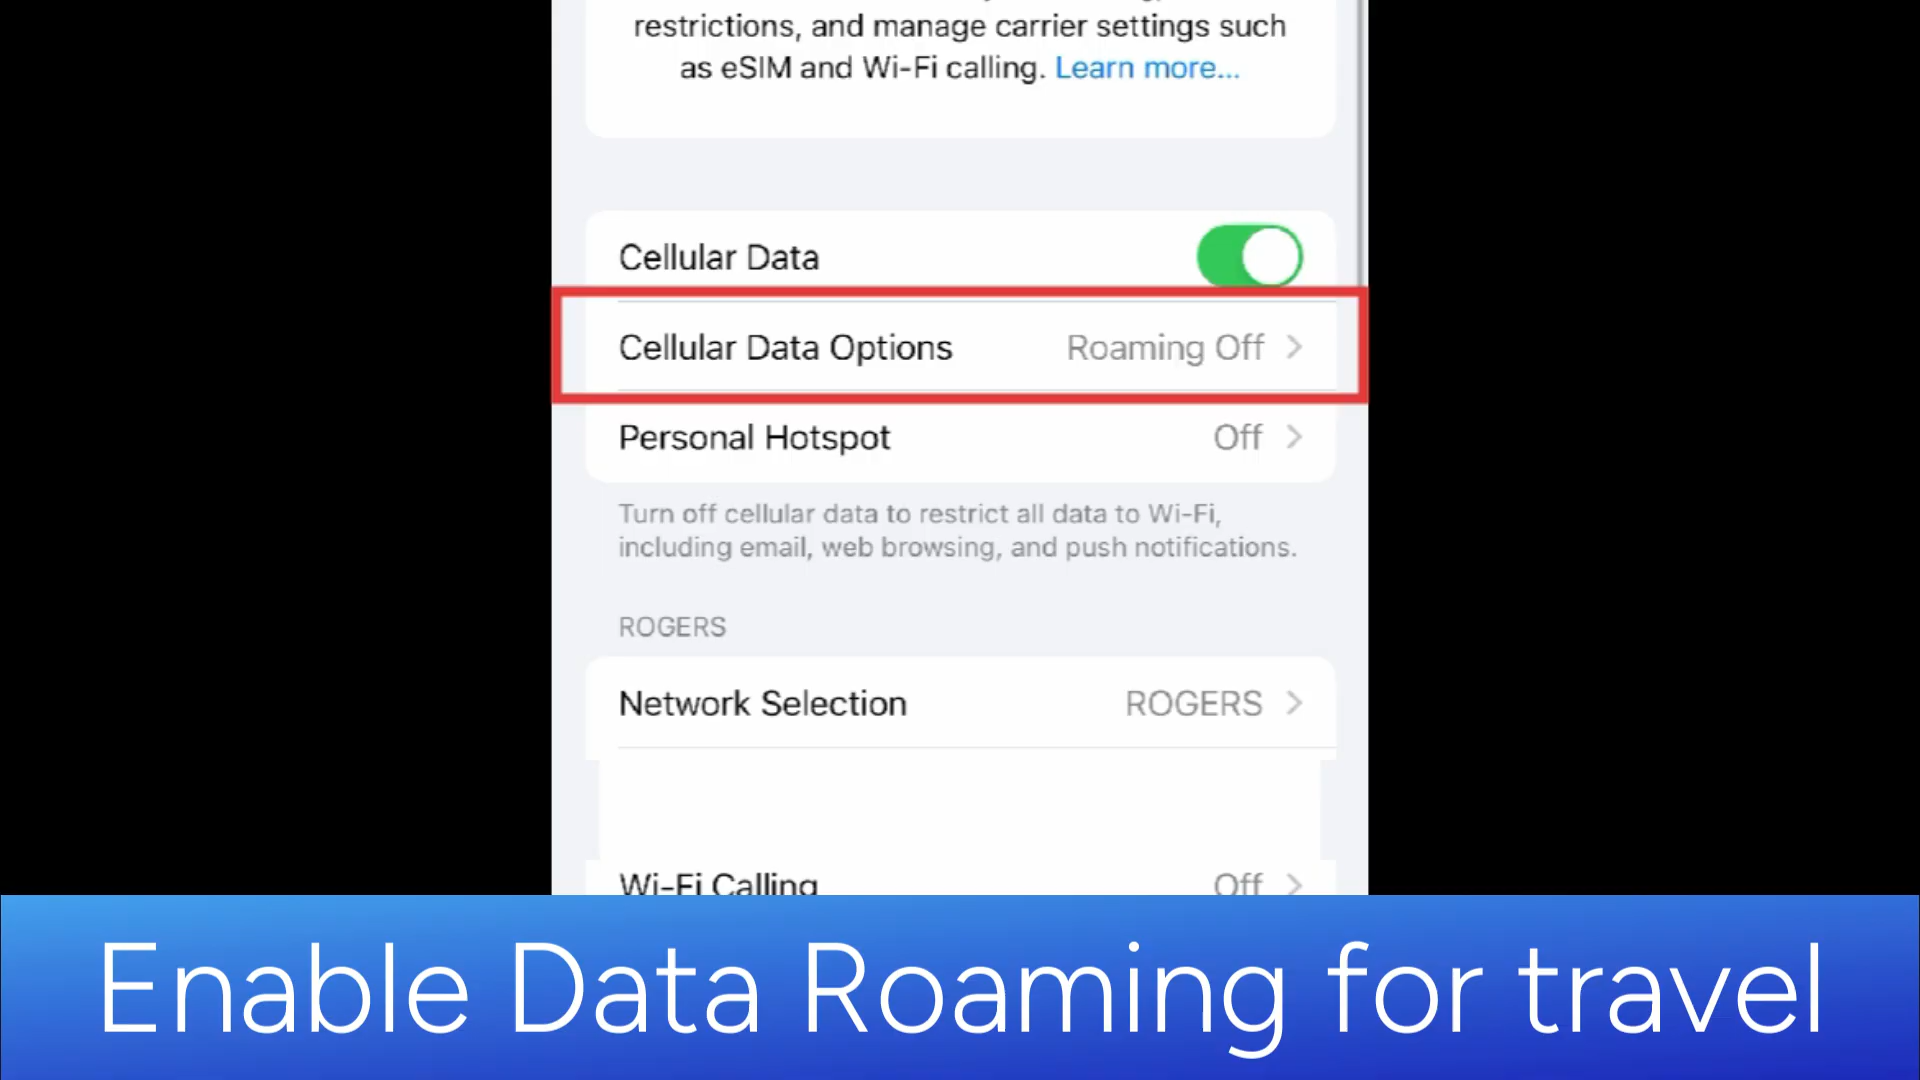 restrictions, and manage carrier settings such
as eSIM and Wi-Fi calling. Learn more...
Cellular Data
Cellular Data Options Roaming Off
Personal Hotspot Off
Turn off cellular data to restrict all data to Wi-Fi,
including email, web browsing, and push notifications.
ROGERS
Network Selection ROGERS
Wi-Fi Calling Off
Enable Data Roaming for travel